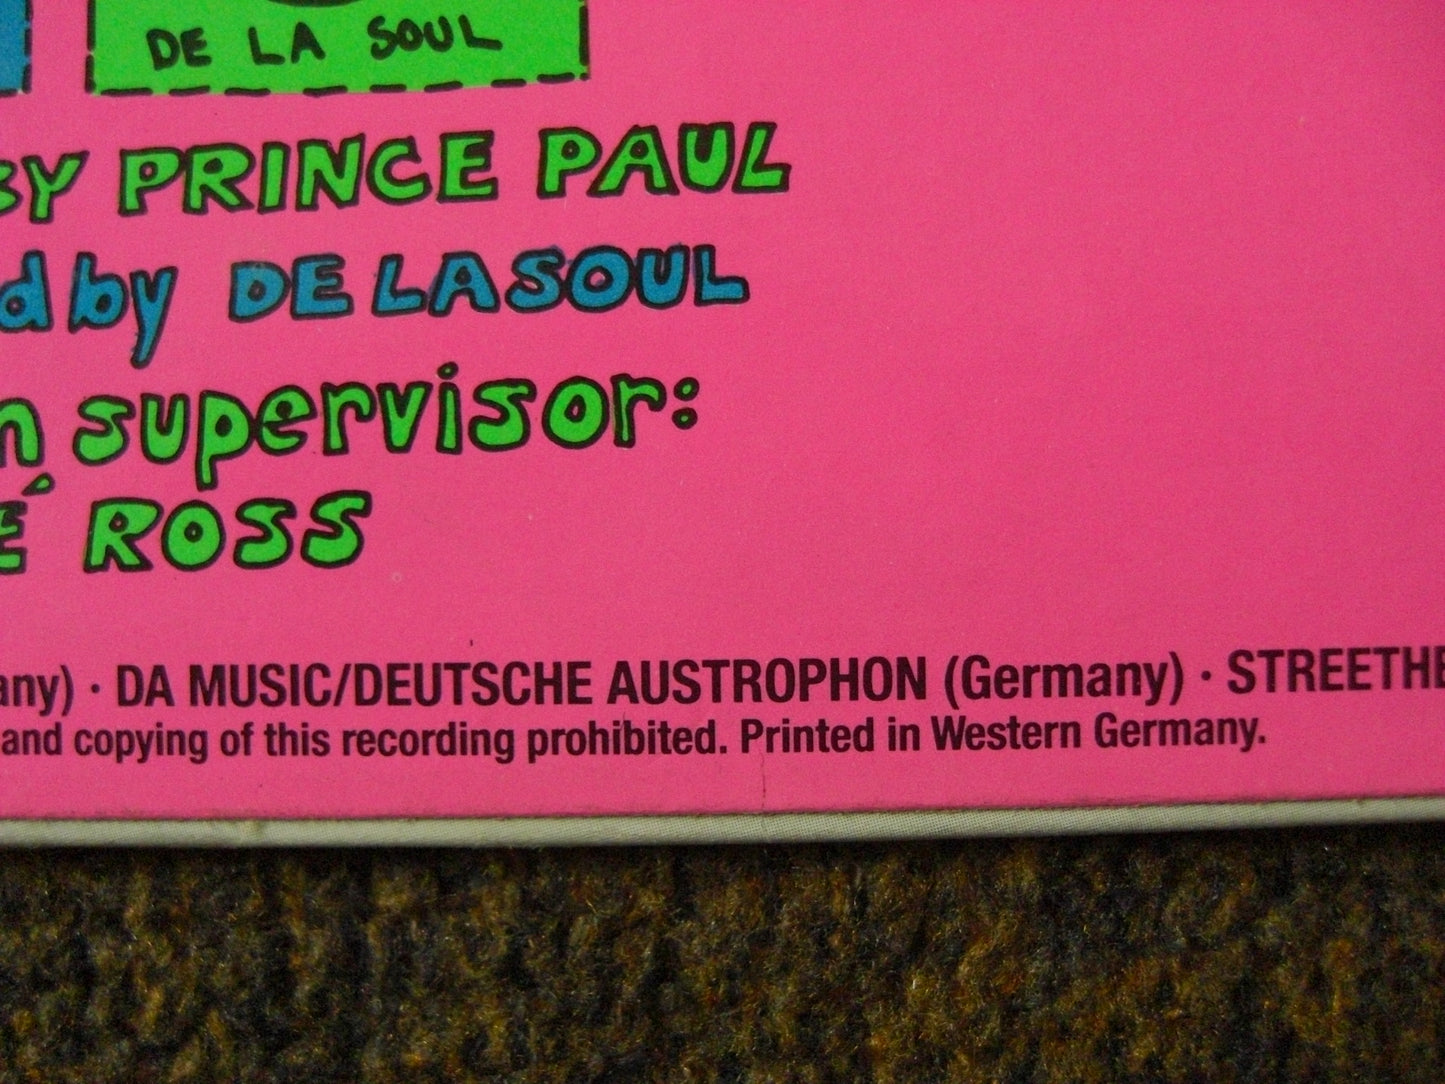 DE LA SOUL
BY PRINCE PAUL
d by DE LA SOUL
n supervisor:
É ROSS
any) · DA MUSIC/DEUTSCHE AUSTROPHON (Germany) · STREETHE
and copying of this recording prohibited. Printed in Western Germany.